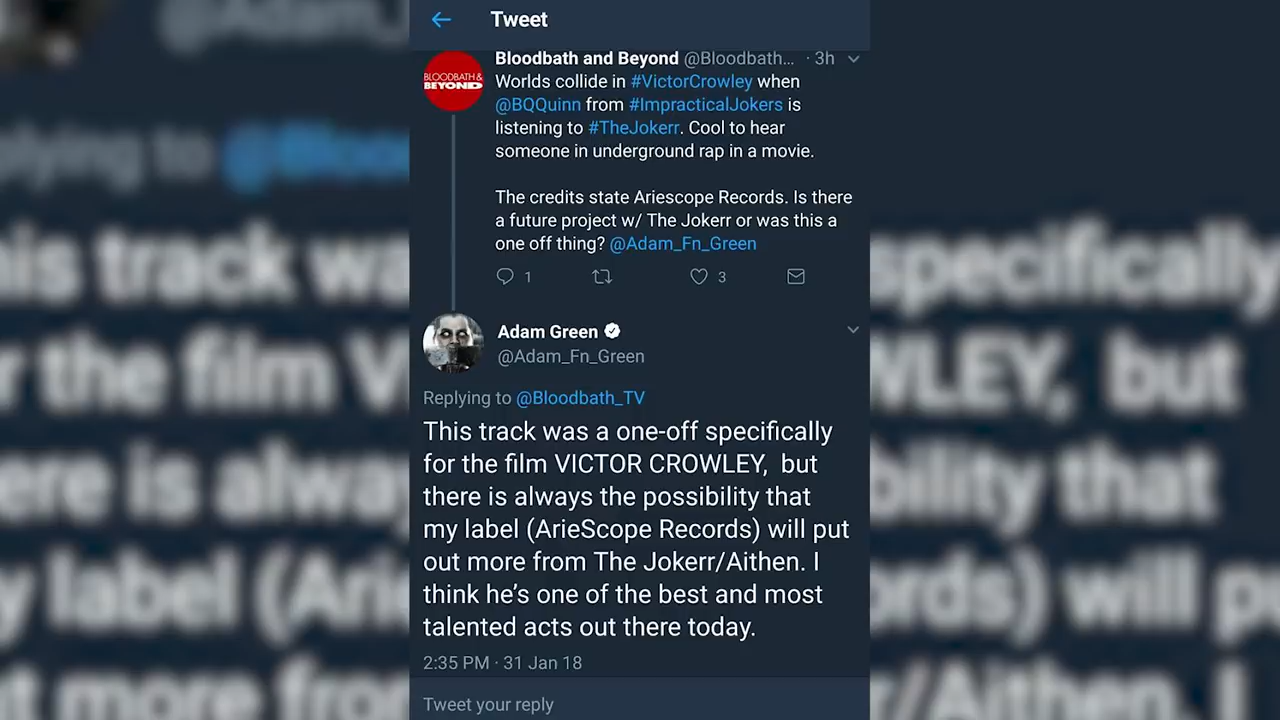 Tweet
Bloodbath and Beyond @Bloodbath... · 3h
BLOODBATH &
BEYOND
Worlds collide in #VictorCrowley when
@BQQuinn from #ImpracticalJokers is
listening to #TheJokerr. Cool to hear
someone in underground rap in a movie.
The credits state Ariescope Records. Is there
a future project w/ The Jokerr or was this a
one off thing? @Adam_Fn_Green
1
3
Adam Green
@Adam_Fn_Green
Replying to @Bloodbath_TV
This track was a one-off specifically
for the film VICTOR CROWLEY,  but
there is always the possibility that
my label (ArieScope Records) will put
out more from The Jokerr/Aithen. I
think he’s one of the best and most
talented acts out there today.
2:35 PM · 31 Jan 18
Tweet your reply